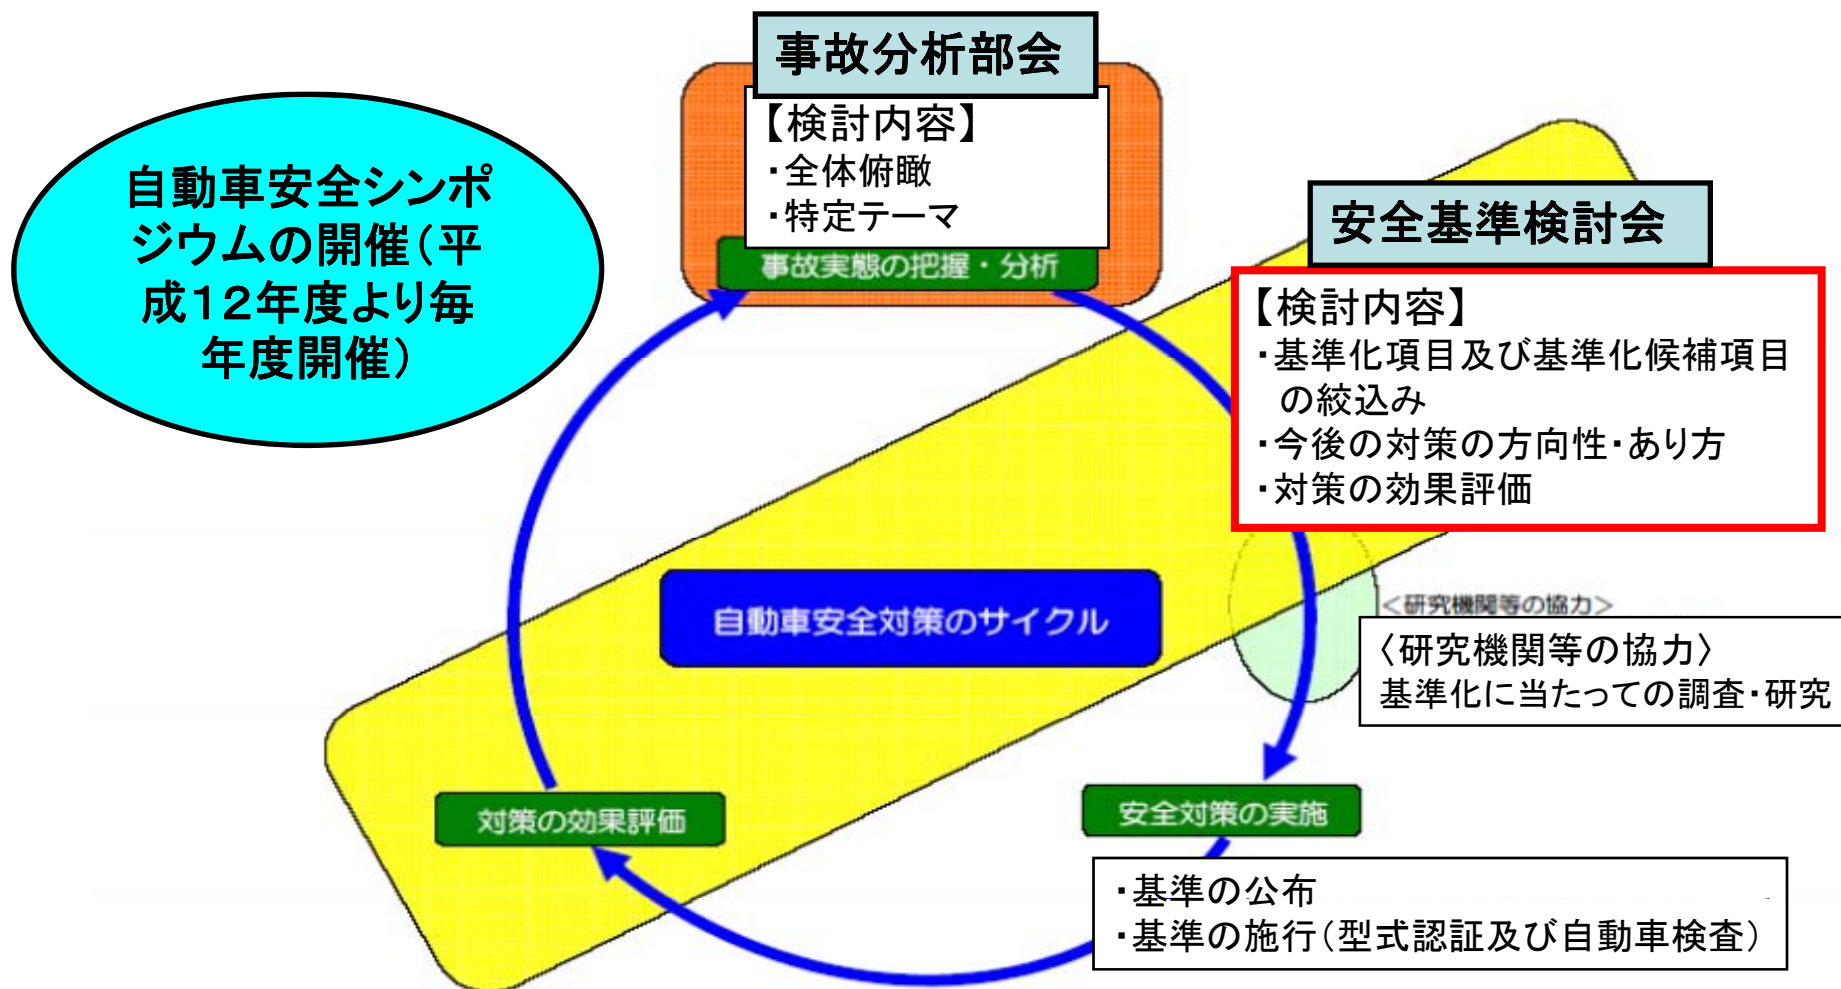 事故分析部会
【検討内容】
・全体俯瞰
・特定テーマ
事故実態の把握・分析
自動車安全シンポ
ジウムの開催(平
成12年度より毎
年度開催)
安全基準検討会
【検討内容】
・基準化項目及び基準化候補項目
の絞込み
・今後の対策の方向性・あり方
・対策の効果評価
自動車安全対策のサイクル
<研究機関等の協力>
〈研究機関等の協力〉
基準化に当たっての調査・研究
対策の効果評価
安全対策の実施
・基準の公布
・基準の施行(型式認証及び自動車検査)